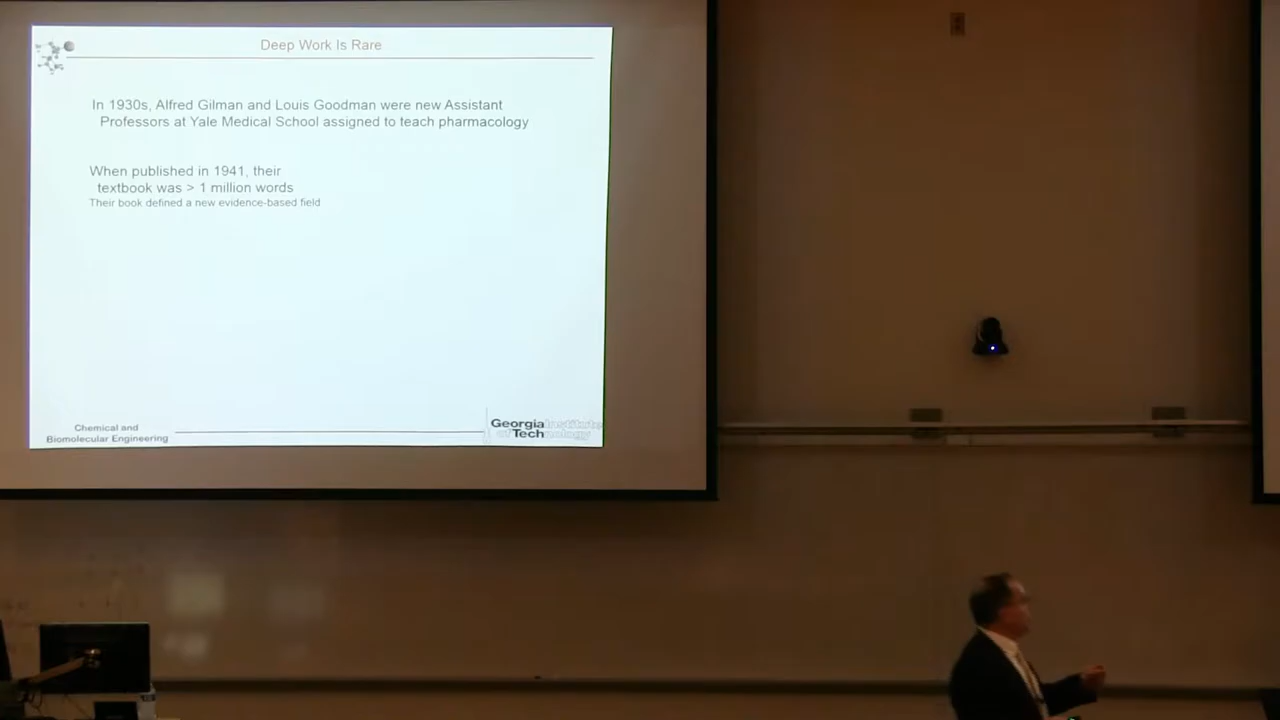 Deep Work Is Rare
In 1930s, Alfred Gilman and Louis Goodman were new Assistant
Professors at Yale Medical School assigned to teach pharmacology
When published in 1941, their
textbook was > 1 million words
Their book defined a new evidence-based field
Chemical and
Biomolecular Engineering
Georgia Institute
of Technology